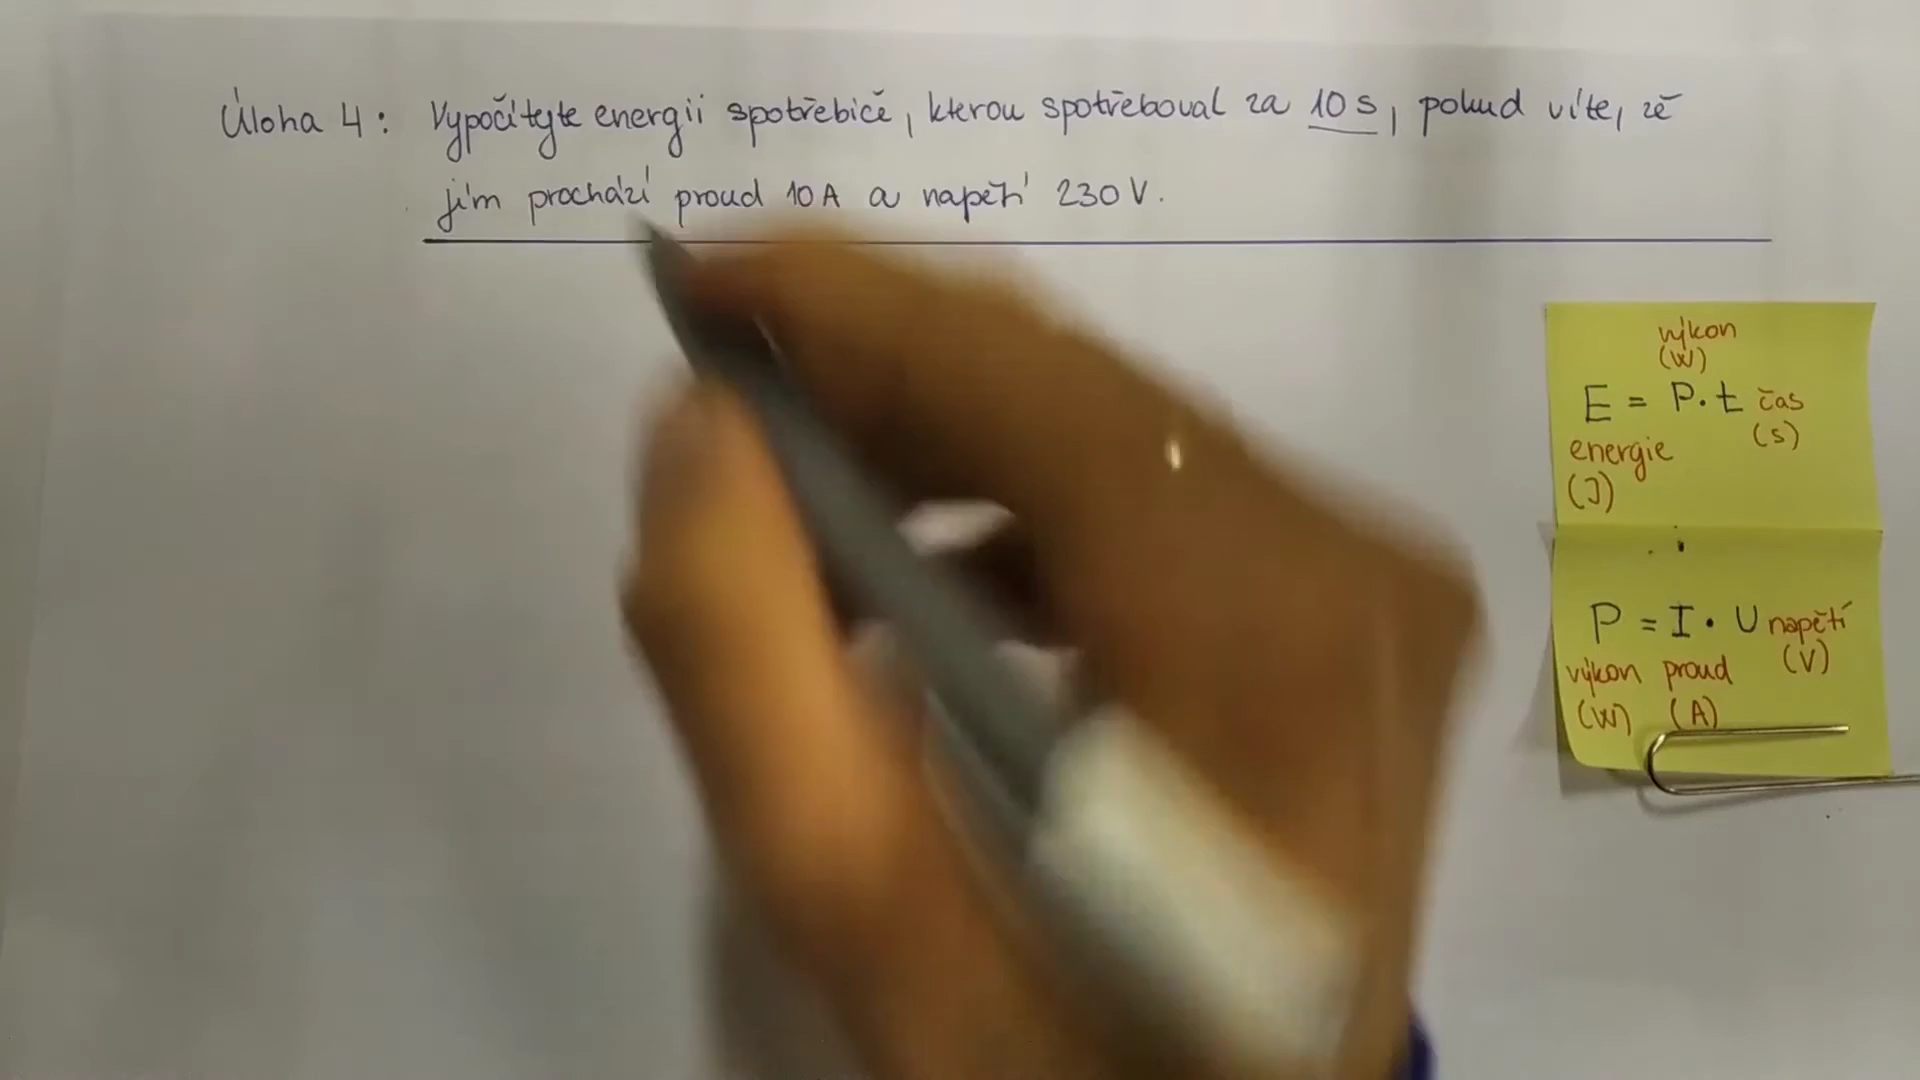 Úloha 4: Vypočítejte energii spotřebiče, kterou spotřeboval za 10 s, pokud víte, že
jím prochází proud 10 A a napětí 230 V.
výkon
(W)
E = P. t čas
(s)
energie
(J)
P = I . U napětí
(V)
výkon proud
(W) (A)